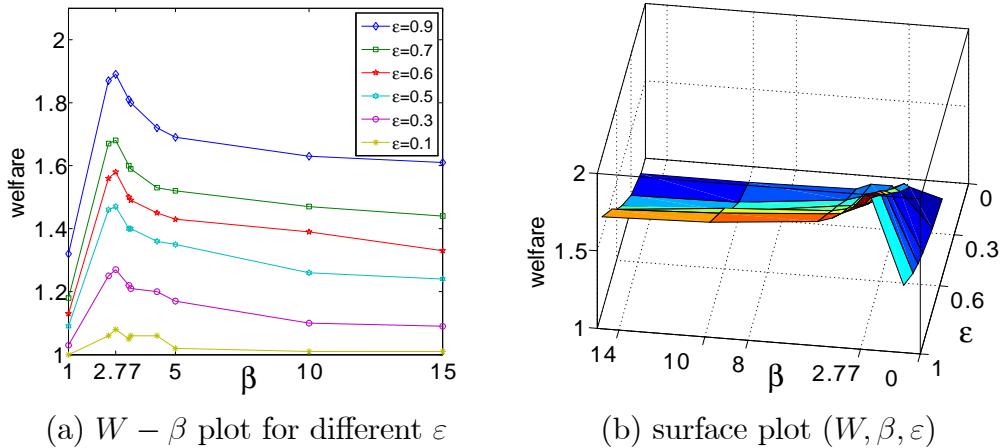 2
1.8
1.6
1.4
1.2
1
welfare
1 2.77 5 10 15
β
ε=0.9
ε=0.7
ε=0.6
ε=0.5
ε=0.3
ε=0.1
(a) W − β plot for different ε
2
1.5
1
welfare
14 10 8 2.77 0
β
0
0.3
0.6
1
ε
(b) surface plot (W, β, ε)